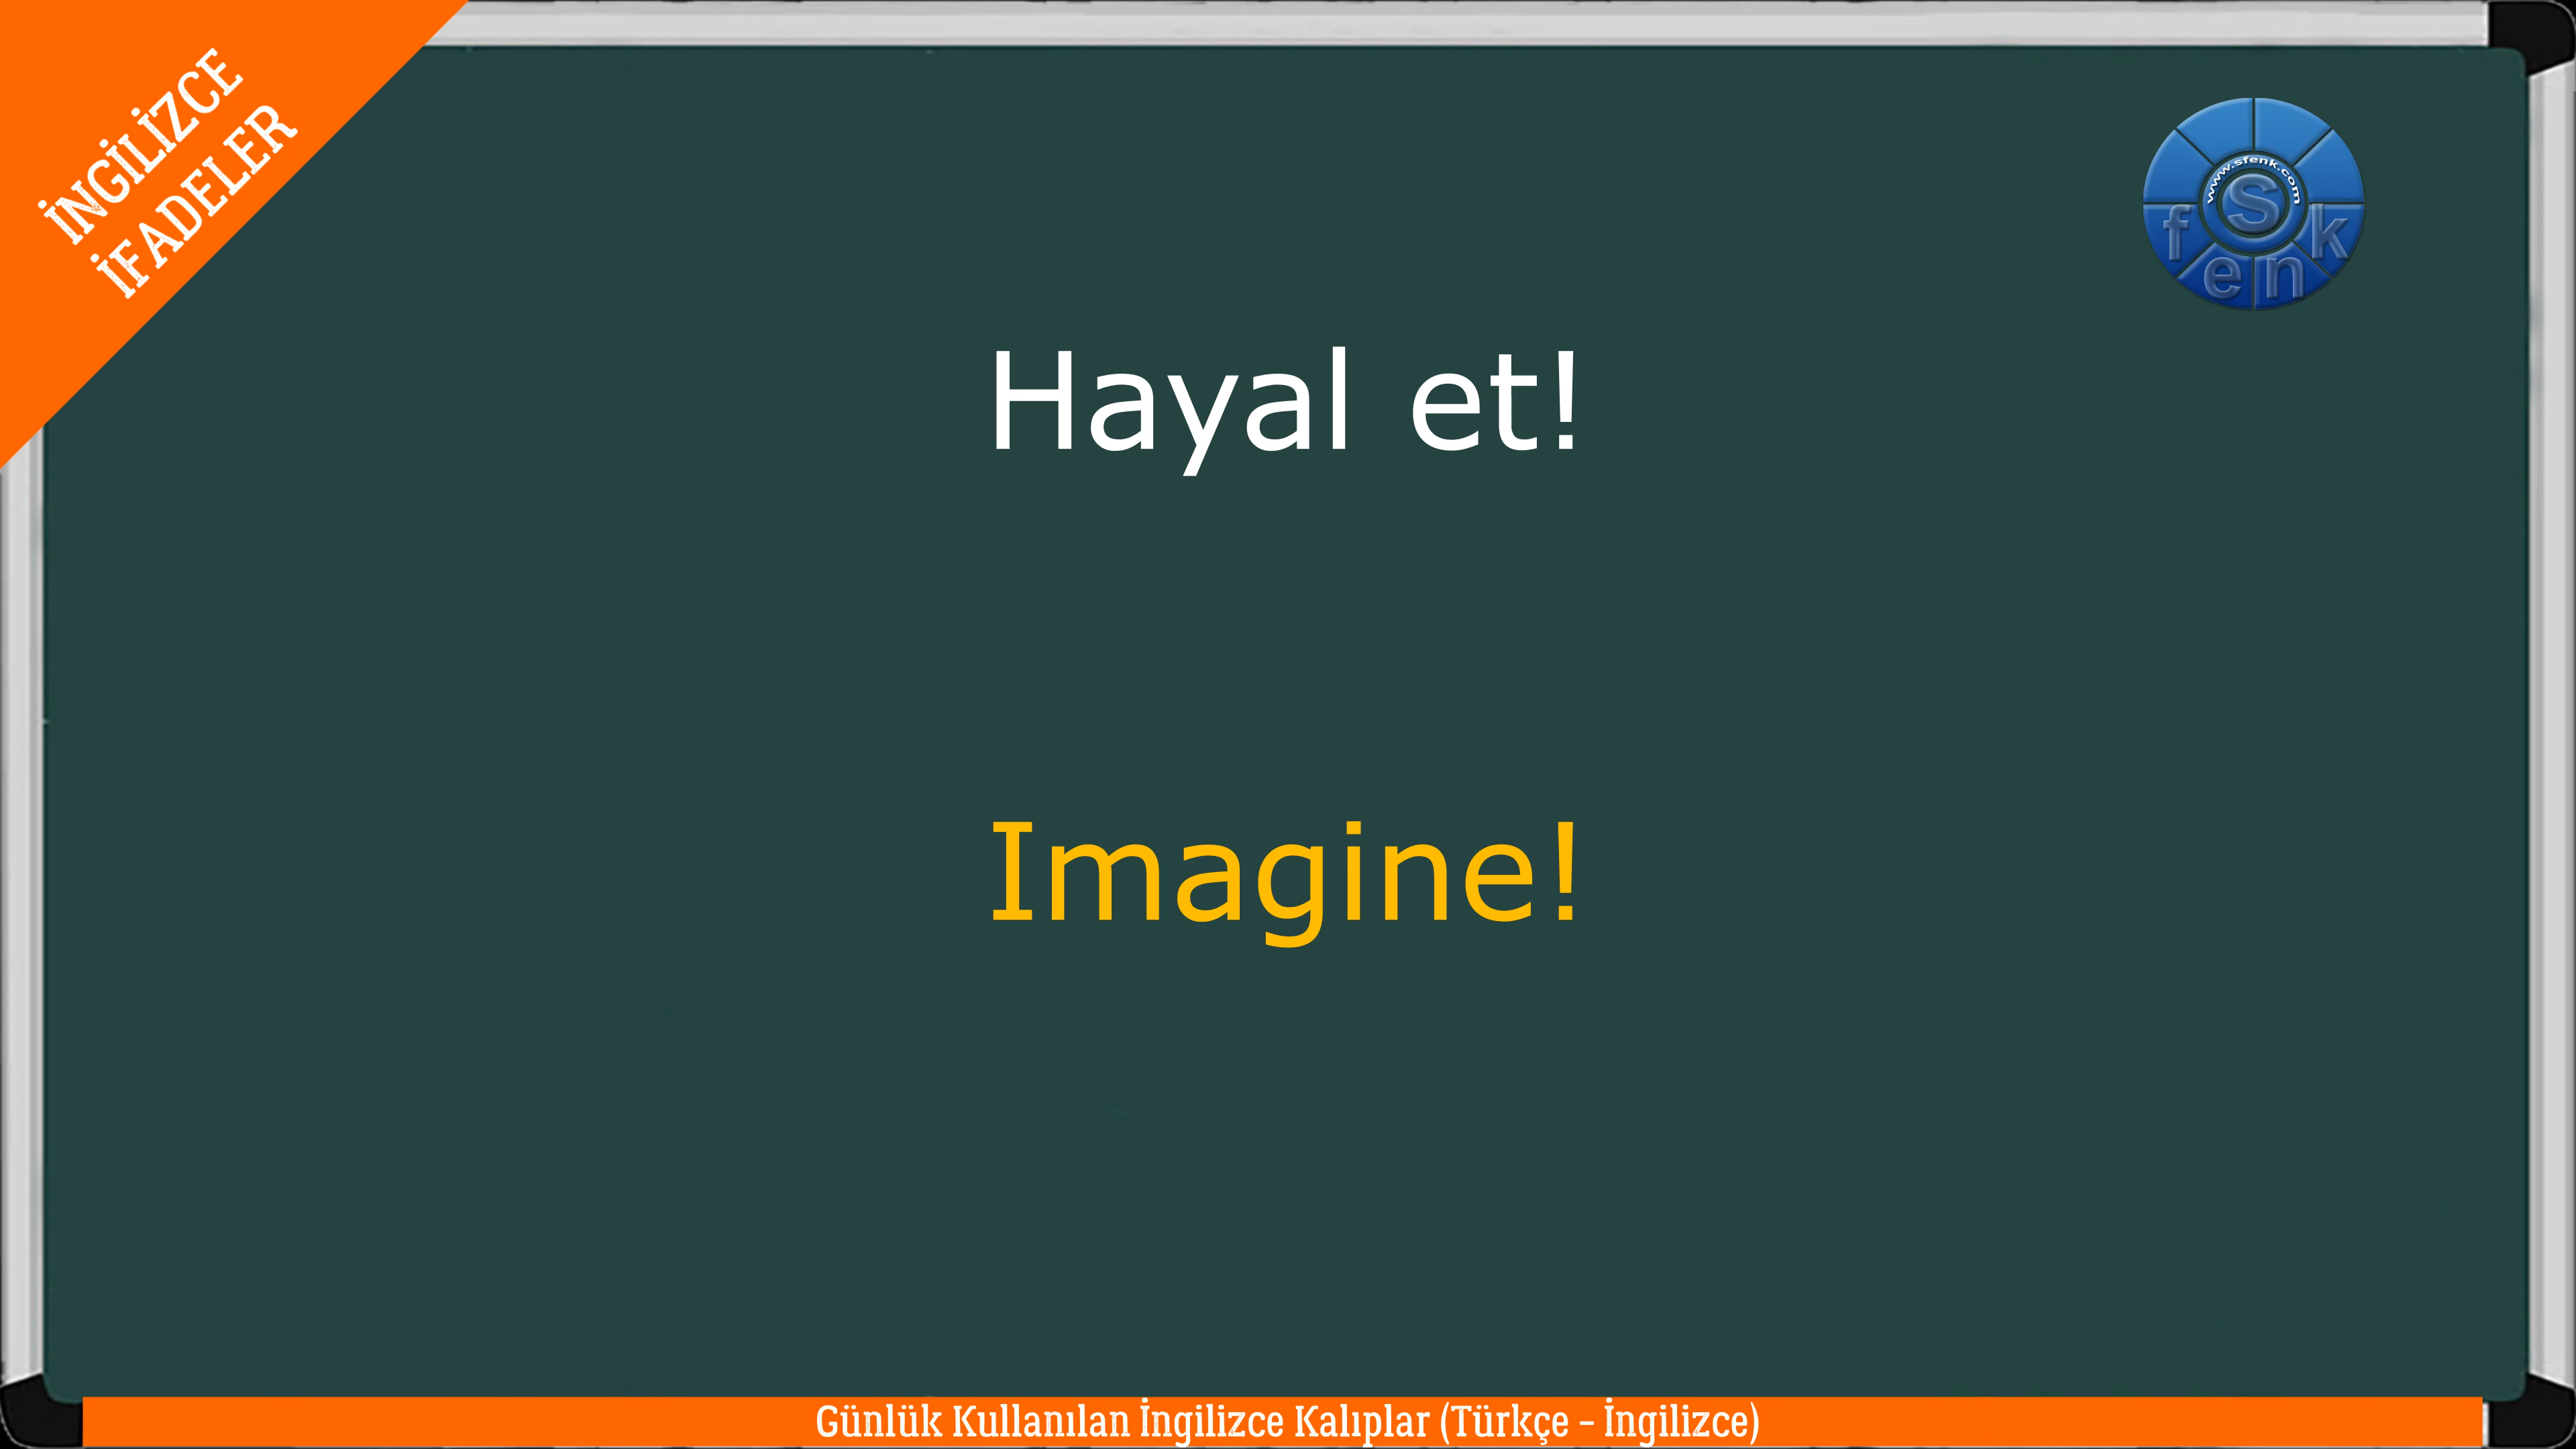 İNGİLİZCE
İFADELER
www.sfenk.com
S
f e n k
Hayal et!
Imagine!
Günlük Kullanılan İngilizce Kalıplar (Türkçe – İngilizce)